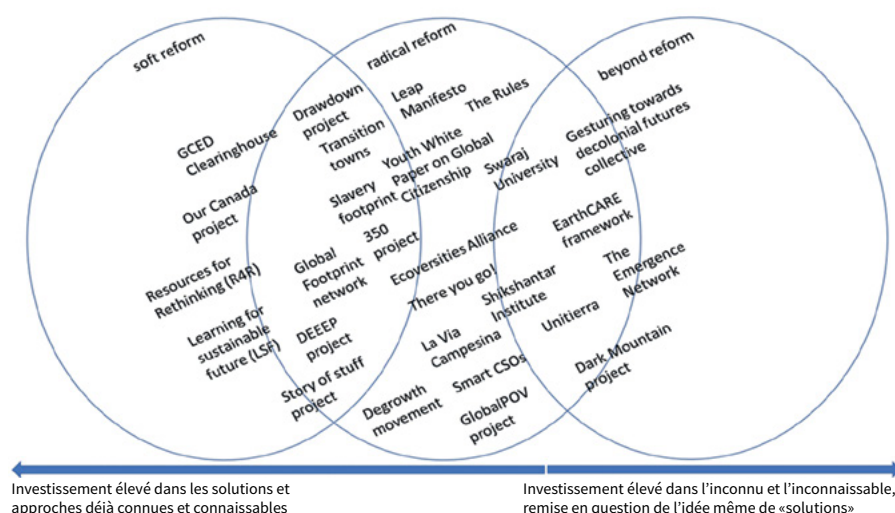 soft reform
GCED
Clearinghouse
Our Canada
project
Resources for
Rethinking (R4R)
Learning for
sustainable
future (LSF)
radical reform
Drawdown
project
Leap
Manifesto
The Rules
Transition
towns
Youth White
Paper on Global
Citizenship
Swaraj
University
Slavery
footprint
350
project
Global
Footprint
network
Ecoversities Alliance
There you go!
Shikshantar
Institute
DEEEP
project
La Via
Campesina
Story of stuff
project
Smart CSOs
Degrowth
movement
GlobalPOV
project
beyond reform
Gesturing towards
decolonial futures
collective
EarthCARE
framework
The
Emergence
Network
Unitierra
Dark Mountain
project
Investissement élevé dans les solutions et
approches déjà connues et connaissables
Investissement élevé dans l’inconnu et l’inconnaissable,
remise en question de l’idée même de «solutions»